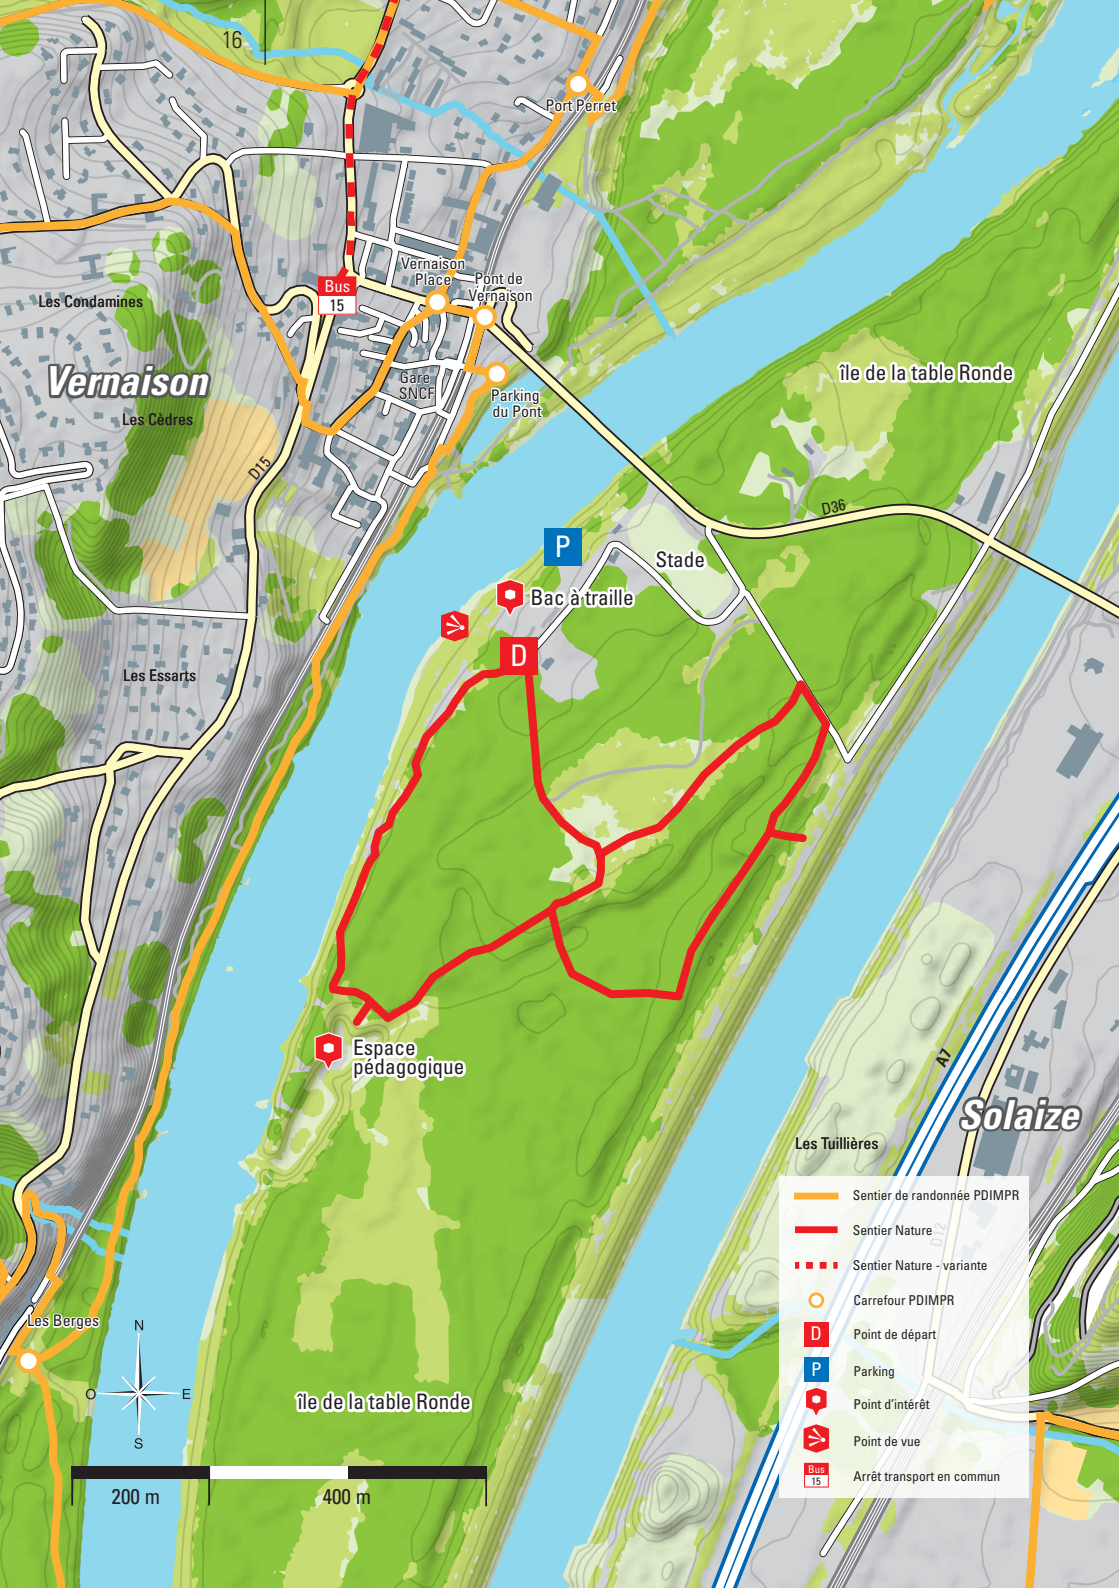 16
Port Perret
Vernaison
Place
Pont de
Vernaison
Bus
15
Les Condamines
Vernaison
Les Cèdres
Gare
SNCF
Parking
du Pont
île de la table Ronde
D15
D36
P
Stade
Bac à traille
D
Les Essarts
Espace
pédagogique
A7
Solaize
Les Tuillières
Sentier de randonnée PDIMPR
Sentier Nature
D12
Sentier Nature - variante
Carrefour PDIMPR
D
Point de départ
P
Parking
Point d'intérêt
Point de vue
Bus
15
Arrêt transport en commun
Les Berges
N
O
E
S
île de la table Ronde
200 m
400 m